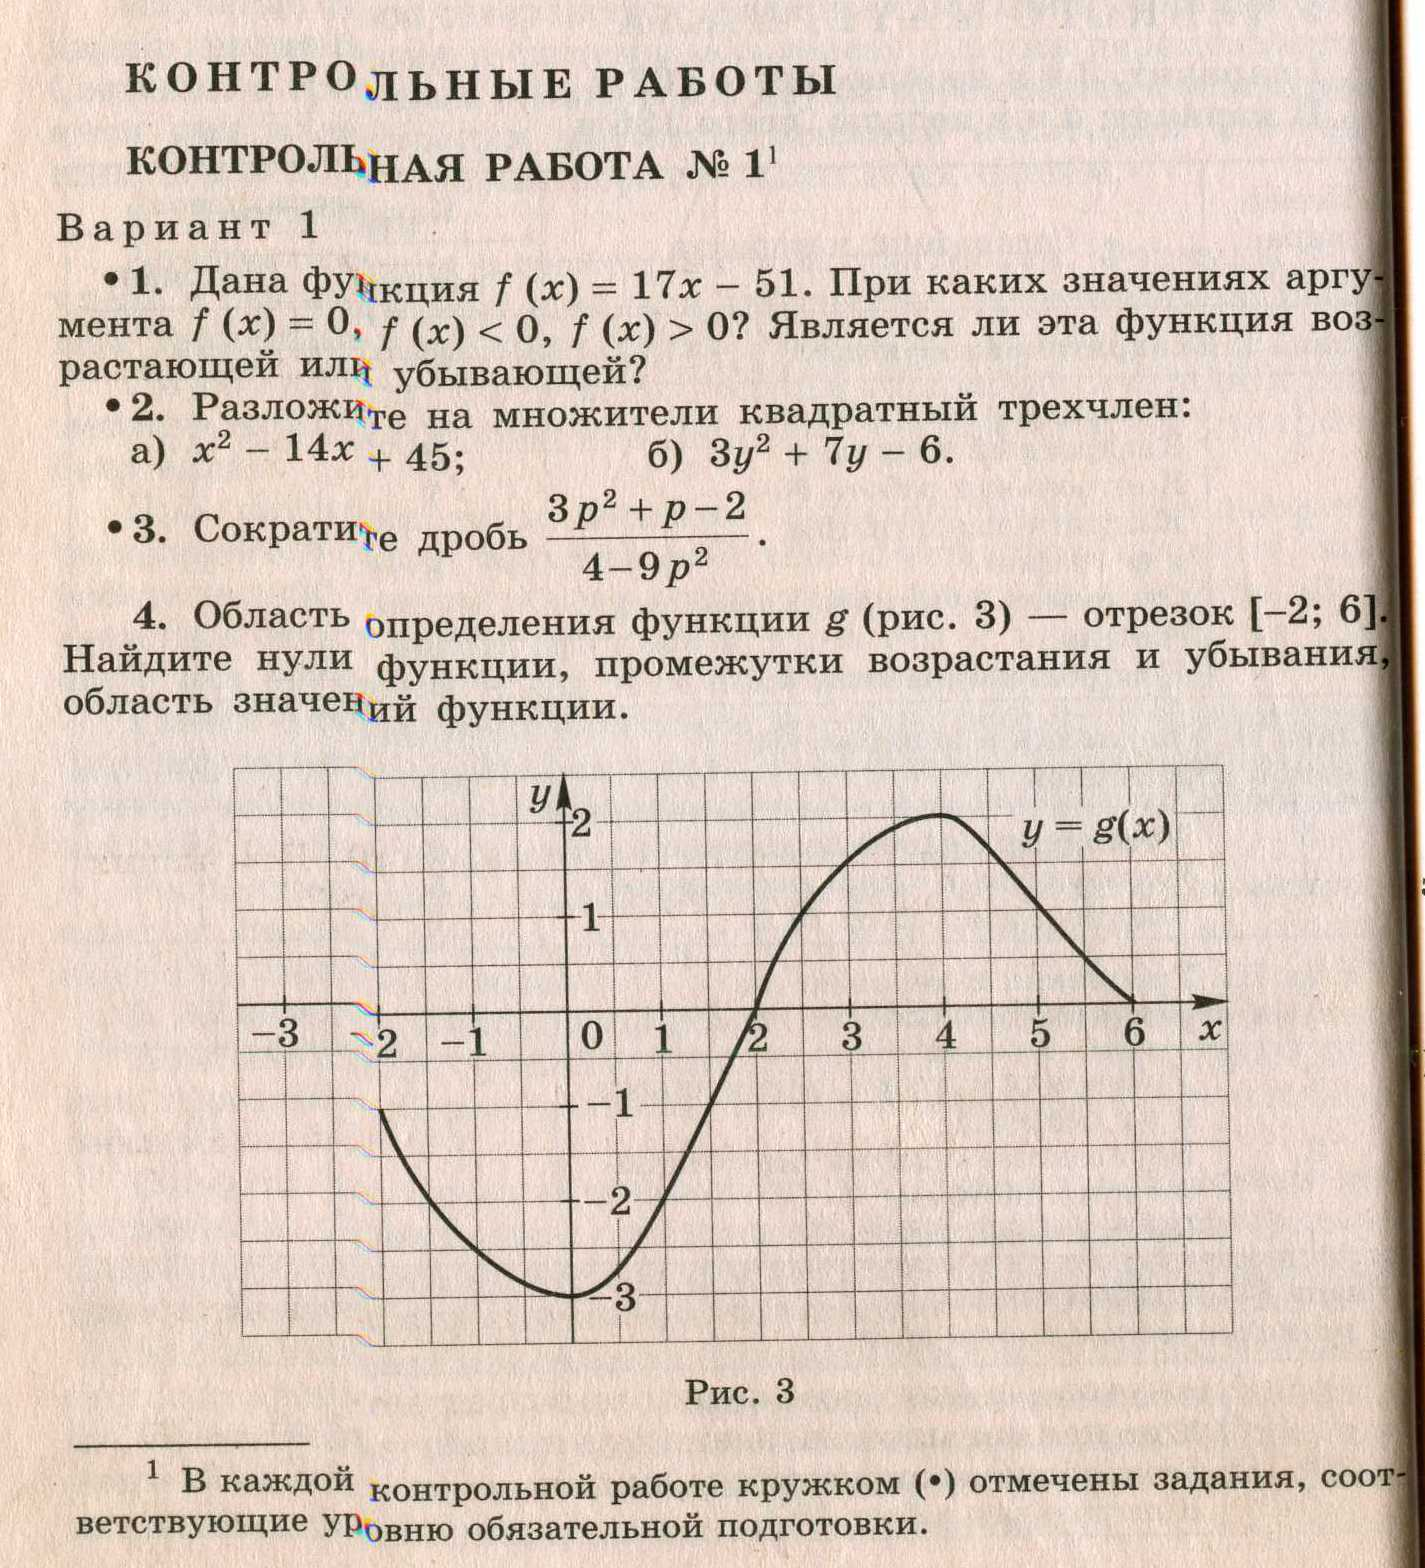 КОНТРОЛЬНЫЕ РАБОТЫ
КОНТРОЛЬНАЯ РАБОТА № 1¹
Вариант 1
• 1. Дана функция f (x) = 17x – 51. При каких значениях аргу-
мента f (x) = 0, f (x) < 0, f (x) > 0? Является ли эта функция воз-
растающей или убывающей?
• 2. Разложите на множители квадратный трехчлен:
а) x² – 14x + 45; б) 3y² + 7y – 6.
• 3. Сократите дробь (3p² + p – 2)/(4 – 9p²).
4. Область определения функции g (рис. 3) — отрезок [–2; 6].
Найдите нули функции, промежутки возрастания и убывания,
область значений функции.
y
2
y = g(x)
1
–3 –2 –1 0 1 2 3 4 5 6 x
–1
–2
–3
Рис. 3
¹ В каждой контрольной работе кружком (•) отмечены задания, соот-
ветствующие уровню обязательной подготовки.